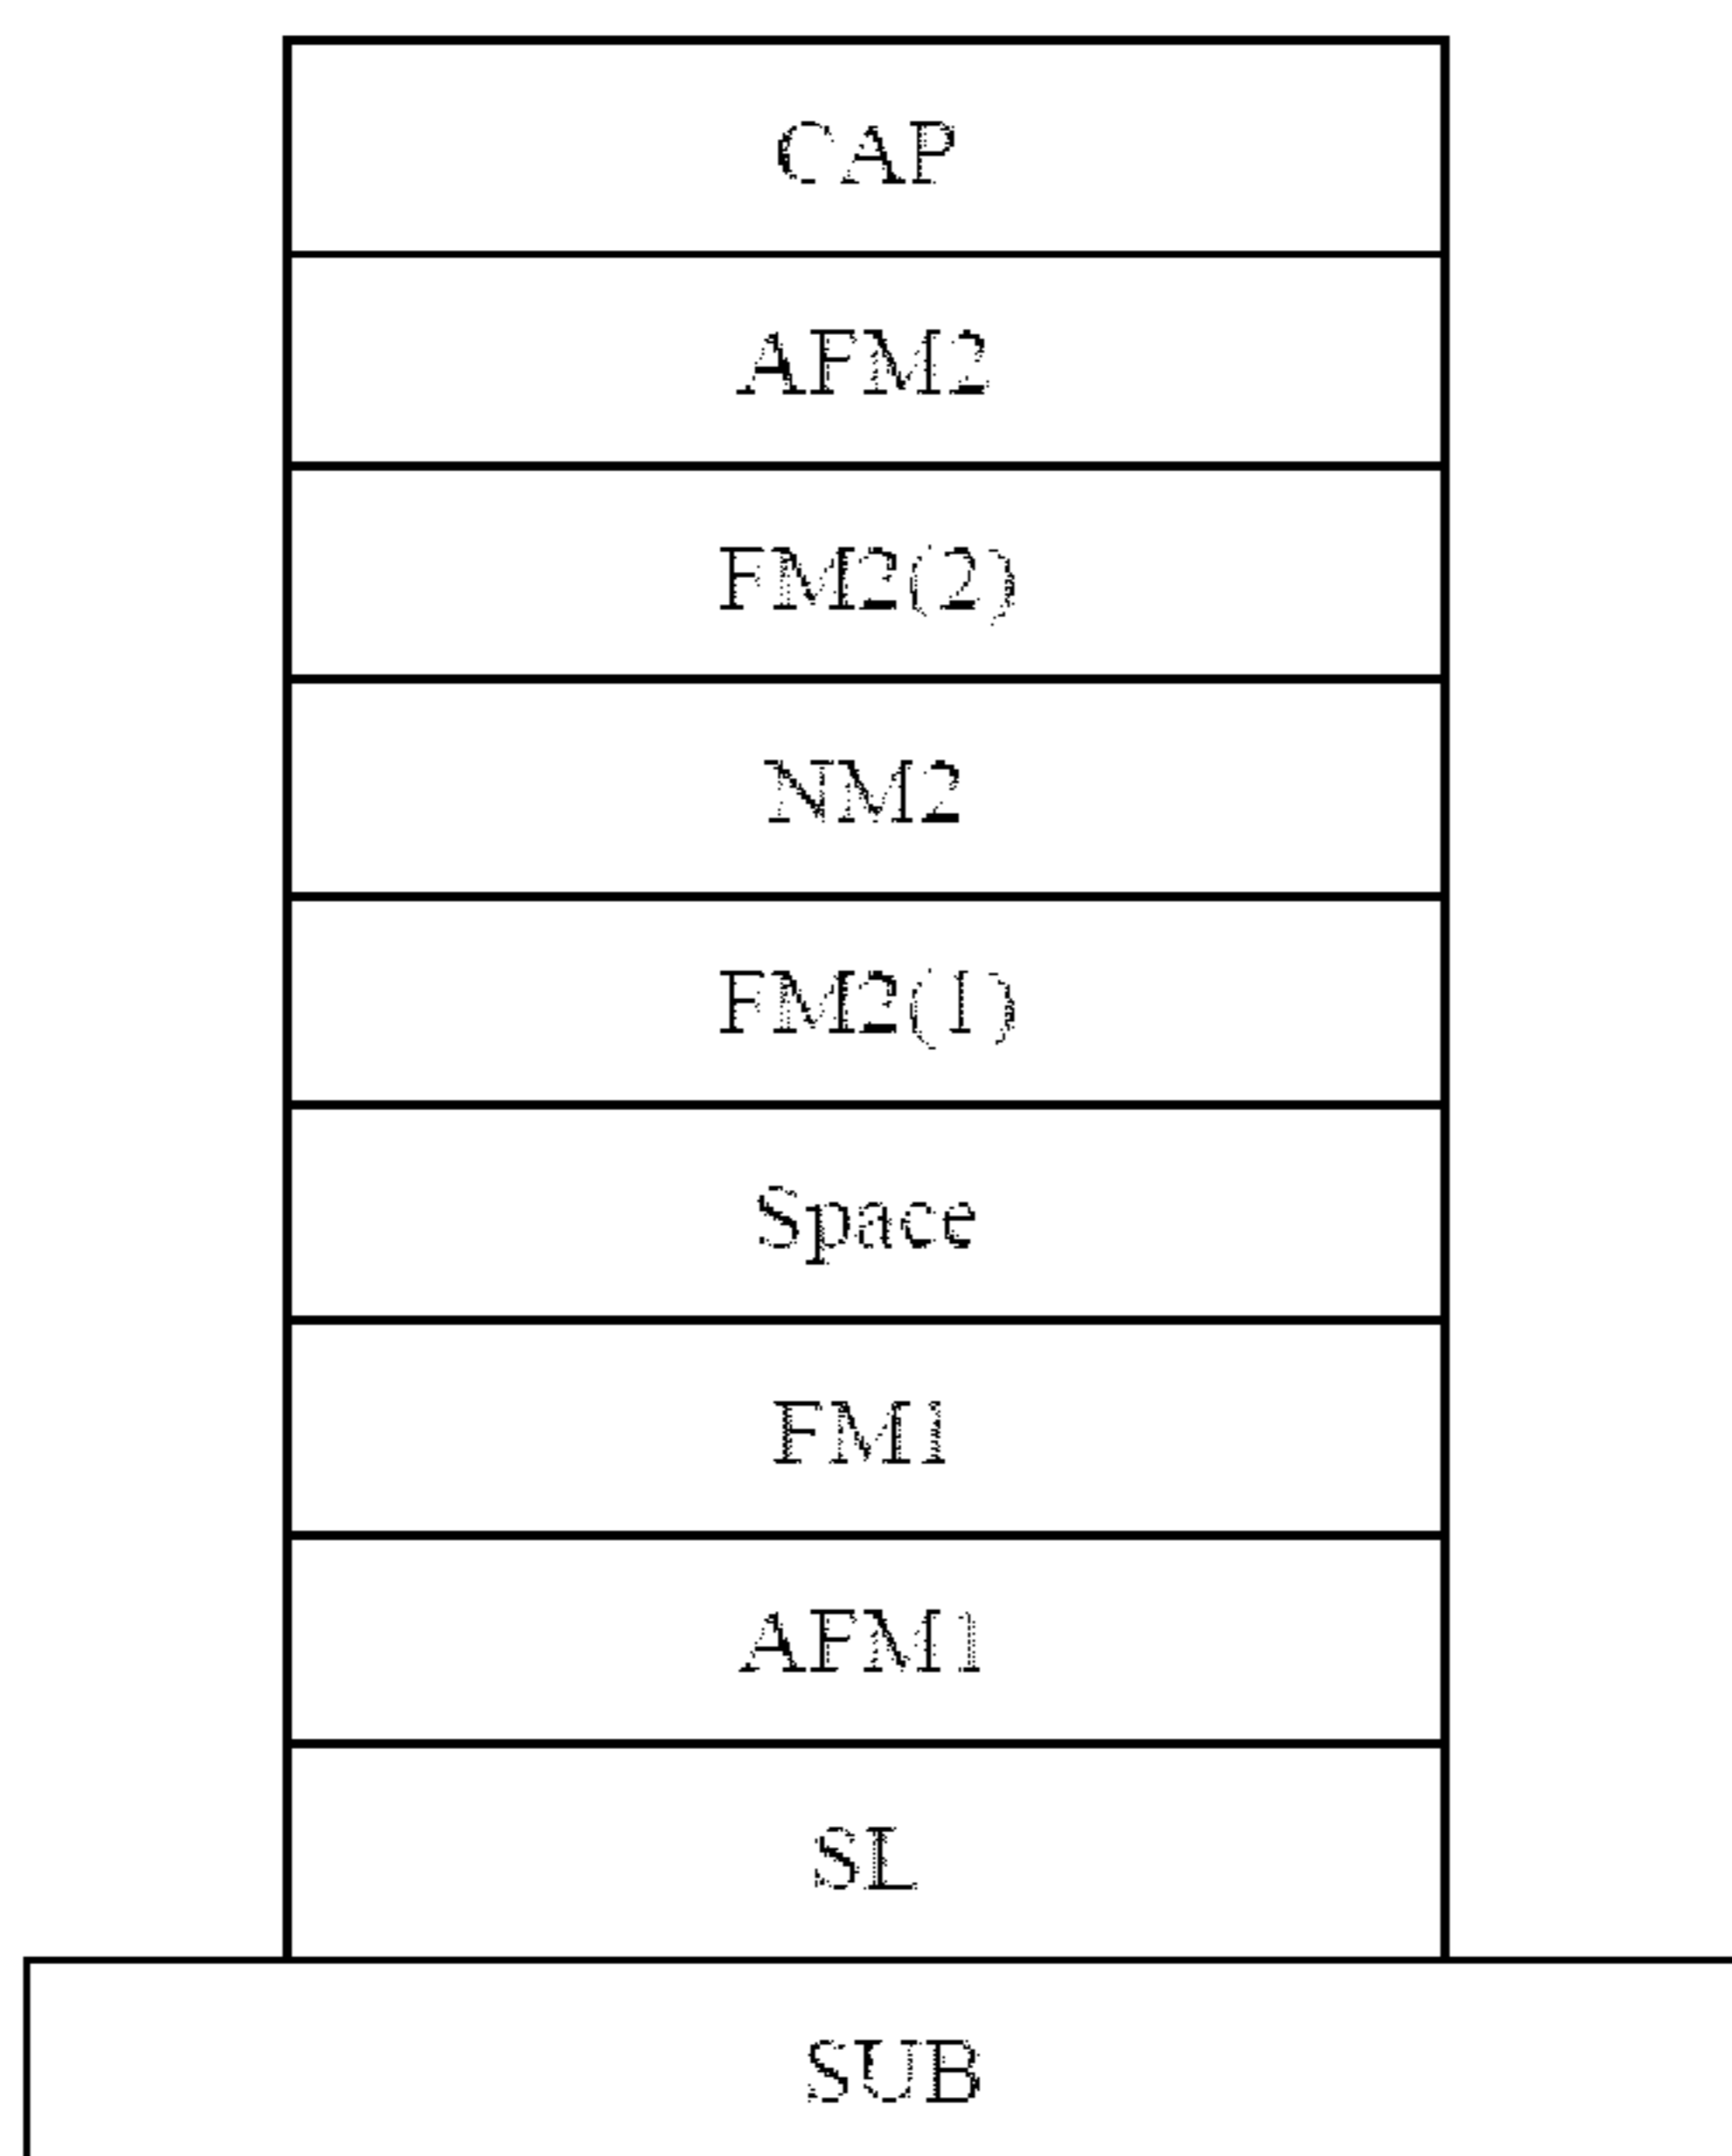 CAP
AFM2
FM2(2)
NM2
FM2(1)
Space
FM1
AFM1
SL
SUB